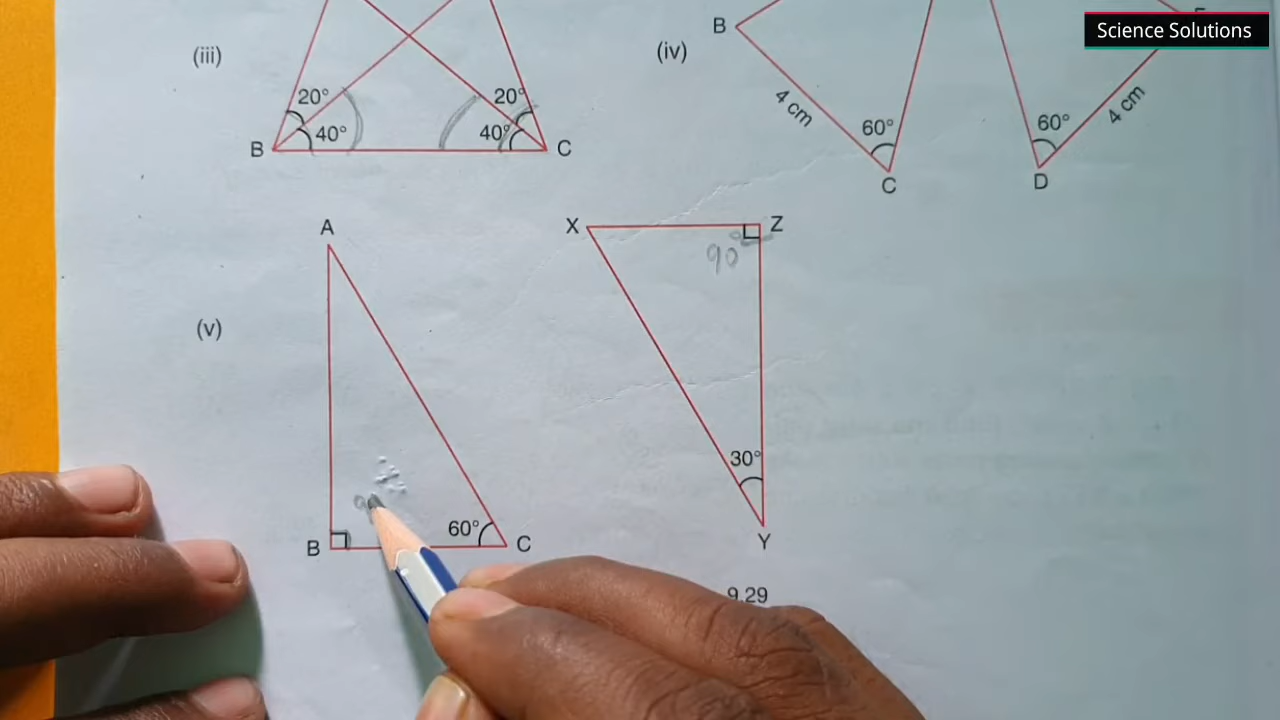 Science Solutions
(iii)
20°
20°
40°
40°
B
C
(iv)
B
4 cm
60°
C
60°
4 cm
D
(v)
A
B
60°
C
X
Z
90
30°
Y
9.29